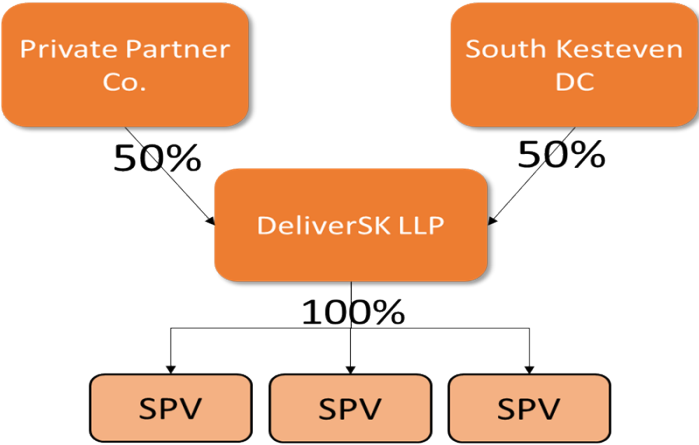 Private Partner
Co.
South Kesteven
DC
50%
50%
DeliverSK LLP
100%
SPV
SPV
SPV